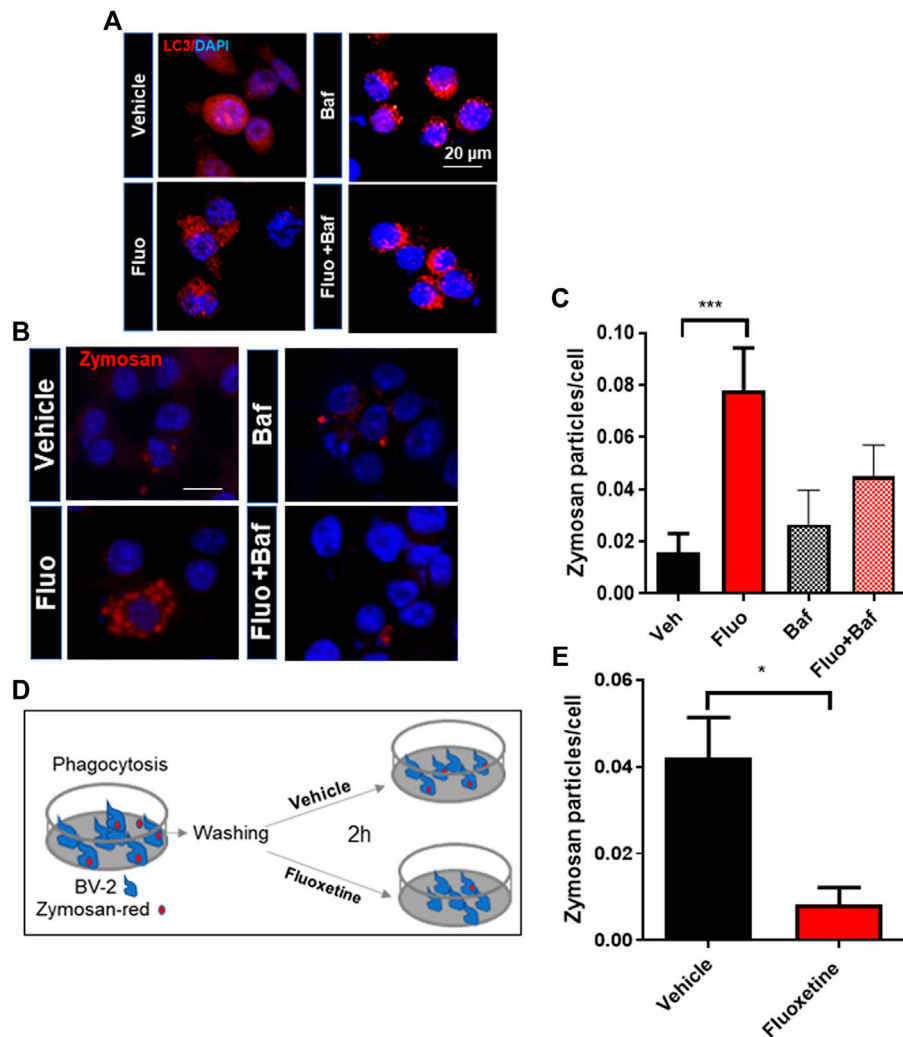 A
LC3/DAPI
Vehicle
Baf
20 µm
Fluo
Fluo +Baf
B
Zymosan
Vehicle
Baf
Fluo
Fluo +Baf
C
***
Zymosan particles/cell
0.10
0.08
0.06
0.04
0.02
0.00
Veh
Fluo
Baf
Fluo+Baf
D
Phagocytosis
Washing
Vehicle
2h
Fluoxetine
BV-2
Zymosan-red
E
*
Zymosan particles/cell
0.06
0.04
0.02
0.00
Vehicle
Fluoxetine